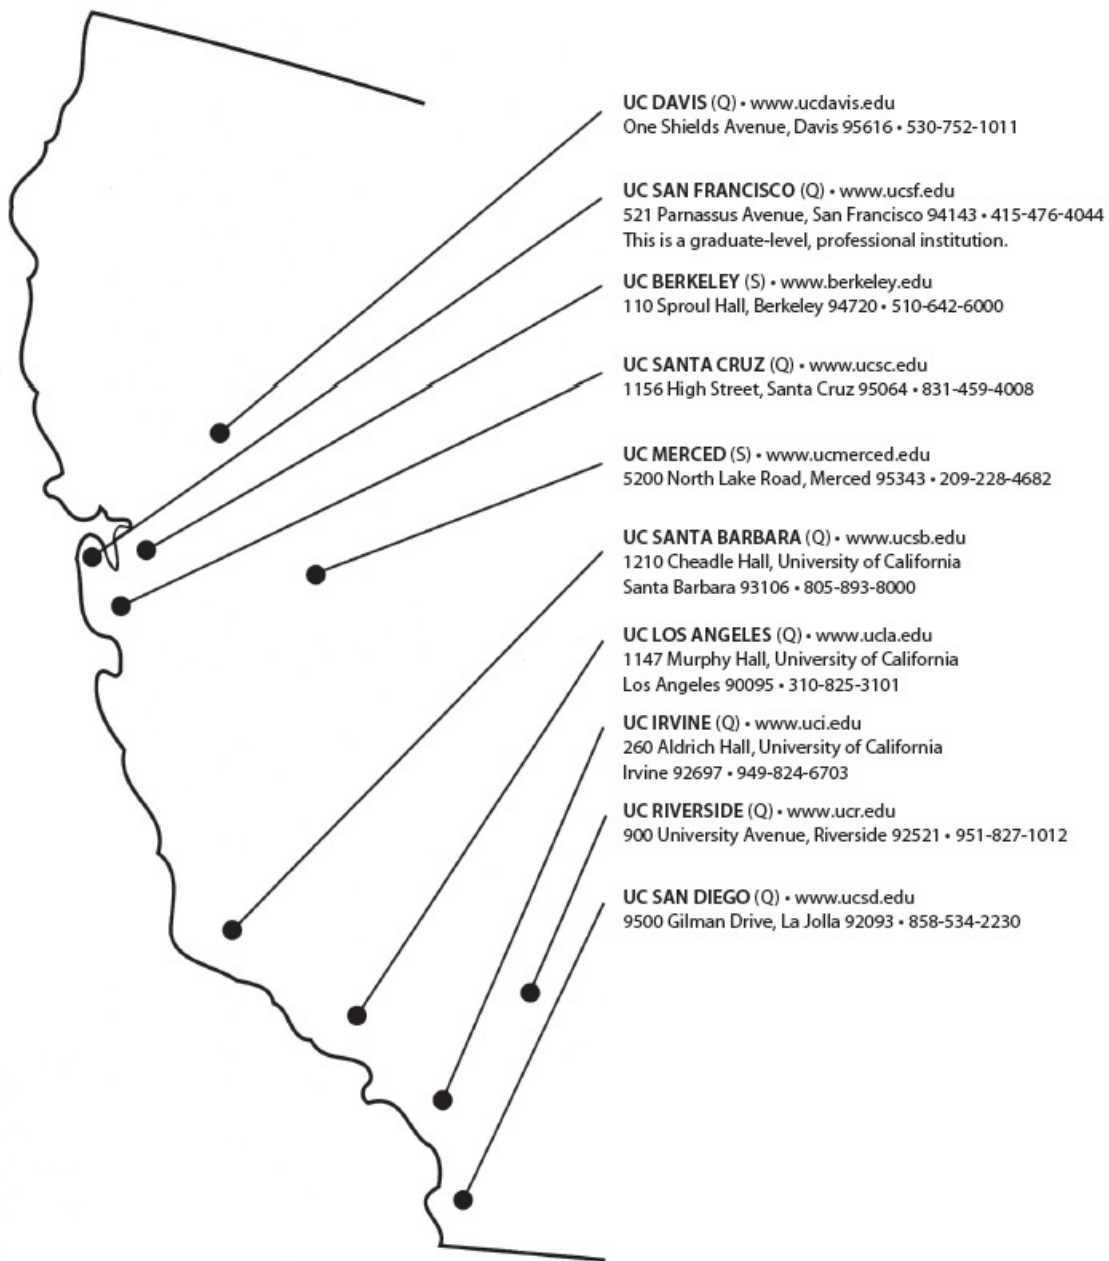 UC DAVIS (Q) • www.ucdavis.edu
One Shields Avenue, Davis 95616 • 530-752-1011
UC SAN FRANCISCO (Q) • www.ucsf.edu
521 Parnassus Avenue, San Francisco 94143 • 415-476-4044
This is a graduate-level, professional institution.
UC BERKELEY (S) • www.berkeley.edu
110 Sproul Hall, Berkeley 94720 • 510-642-6000
UC SANTA CRUZ (Q) • www.ucsc.edu
1156 High Street, Santa Cruz 95064 • 831-459-4008
UC MERCED (S) • www.ucmerced.edu
5200 North Lake Road, Merced 95343 • 209-228-4682
UC SANTA BARBARA (Q) • www.ucsb.edu
1210 Cheadle Hall, University of California
Santa Barbara 93106 • 805-893-8000
UC LOS ANGELES (Q) • www.ucla.edu
1147 Murphy Hall, University of California
Los Angeles 90095 • 310-825-3101
UC IRVINE (Q) • www.uci.edu
260 Aldrich Hall, University of California
Irvine 92697 • 949-824-6703
UC RIVERSIDE (Q) • www.ucr.edu
900 University Avenue, Riverside 92521 • 951-827-1012
UC SAN DIEGO (Q) • www.ucsd.edu
9500 Gilman Drive, La Jolla 92093 • 858-534-2230